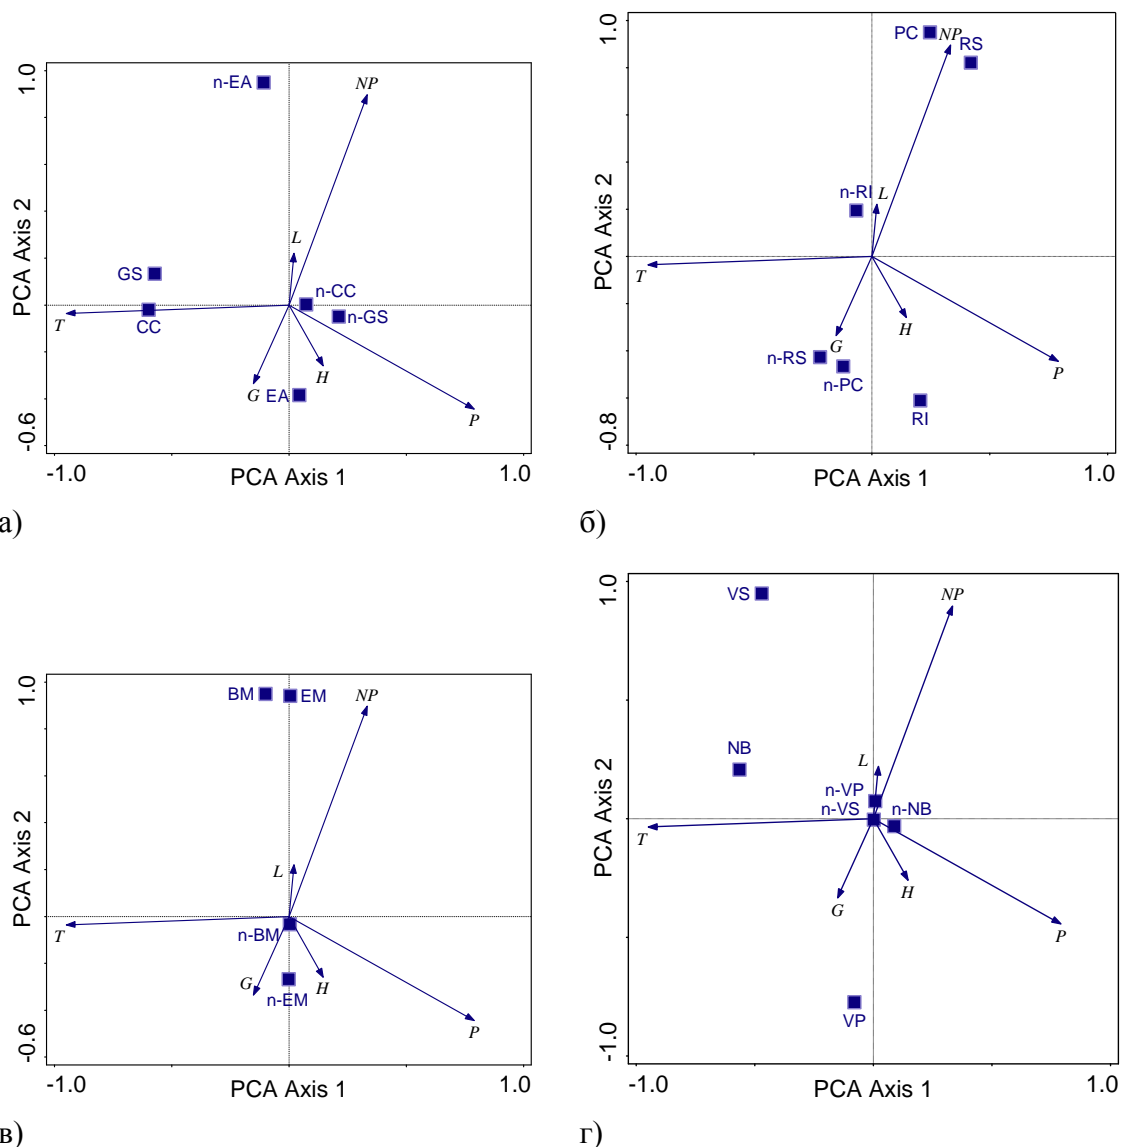 1.0
n-EA
NP
L
PCA Axis 2
GS
n-CC
T
CC
n-GS
G
EA
H
P
-0.6
-1.0
PCA Axis 1
1.0
а)
1.0
PC
NP
RS
PCA Axis 2
n-RI
L
T
H
G
n-RS
n-PC
P
RI
-0.8
-1.0
PCA Axis 1
1.0
б)
1.0
BM
EM
NP
PCA Axis 2
L
T
n-BM
G
H
n-EM
P
-0.6
-1.0
PCA Axis 1
1.0
в)
1.0
VS
NP
NB
L
PCA Axis 2
n-VP
n-VS
n-NB
T
H
G
P
VP
-1.0
-1.0
PCA Axis 1
1.0
г)